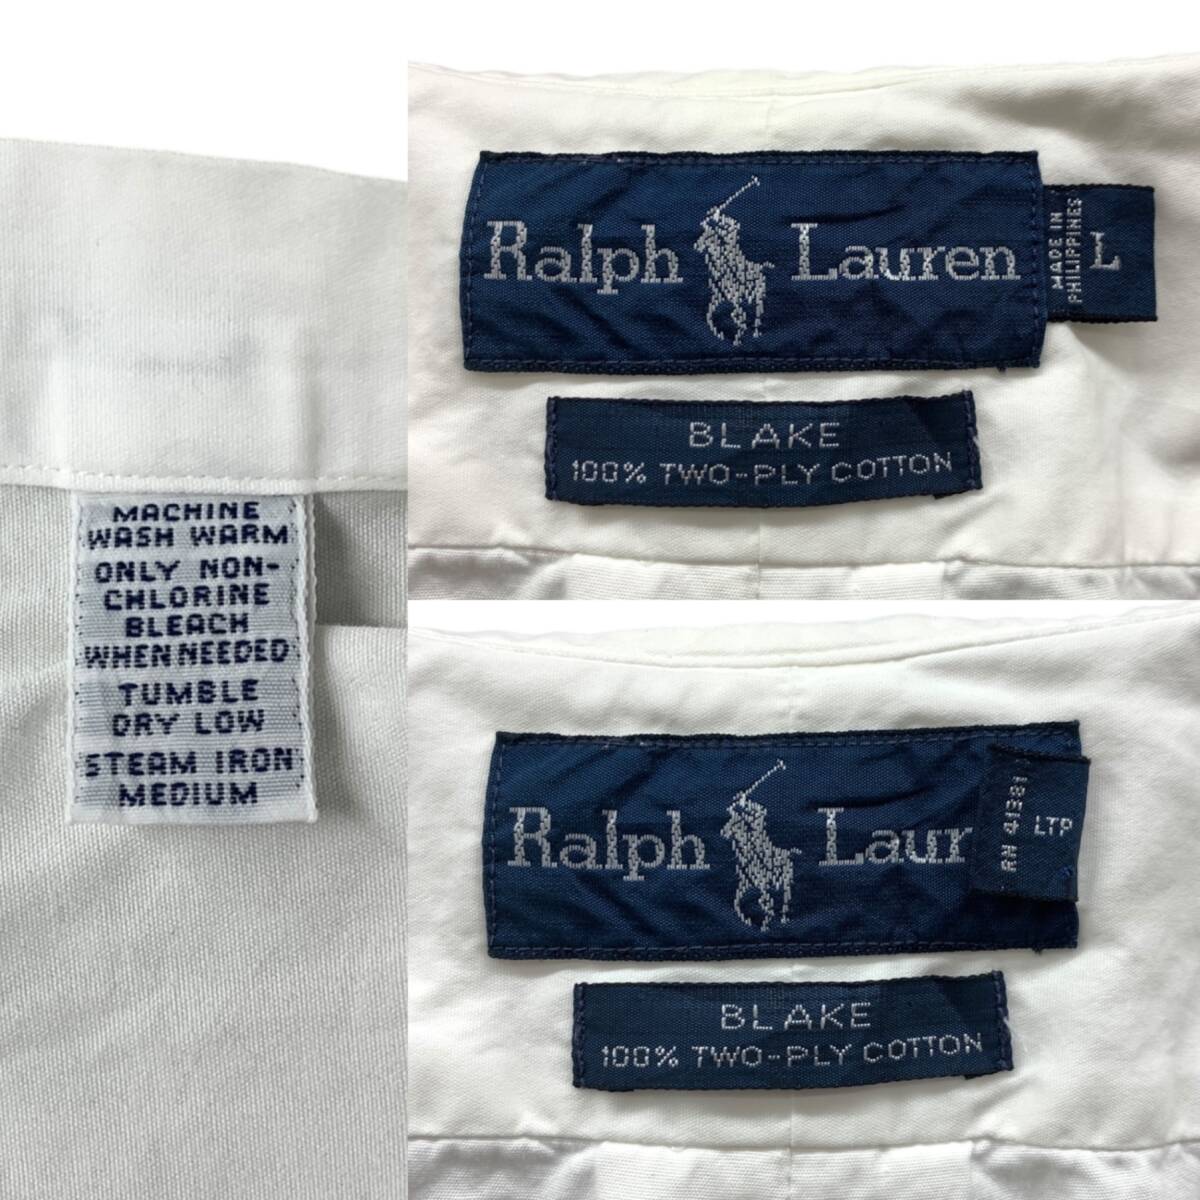 MACHINE
WASH WARM
ONLY NON-
CHLORINE
BLEACH
WHEN NEEDED
TUMBLE
DRY LOW
STEAM IRON
MEDIUM
Ralph Lauren
MADE IN
PHILIPPINES
L
BLAKE
100% TWO-PLY COTTON
Ralph Laur
RN 41381
LTP
BLAKE
100% TWO-PLY COTTON